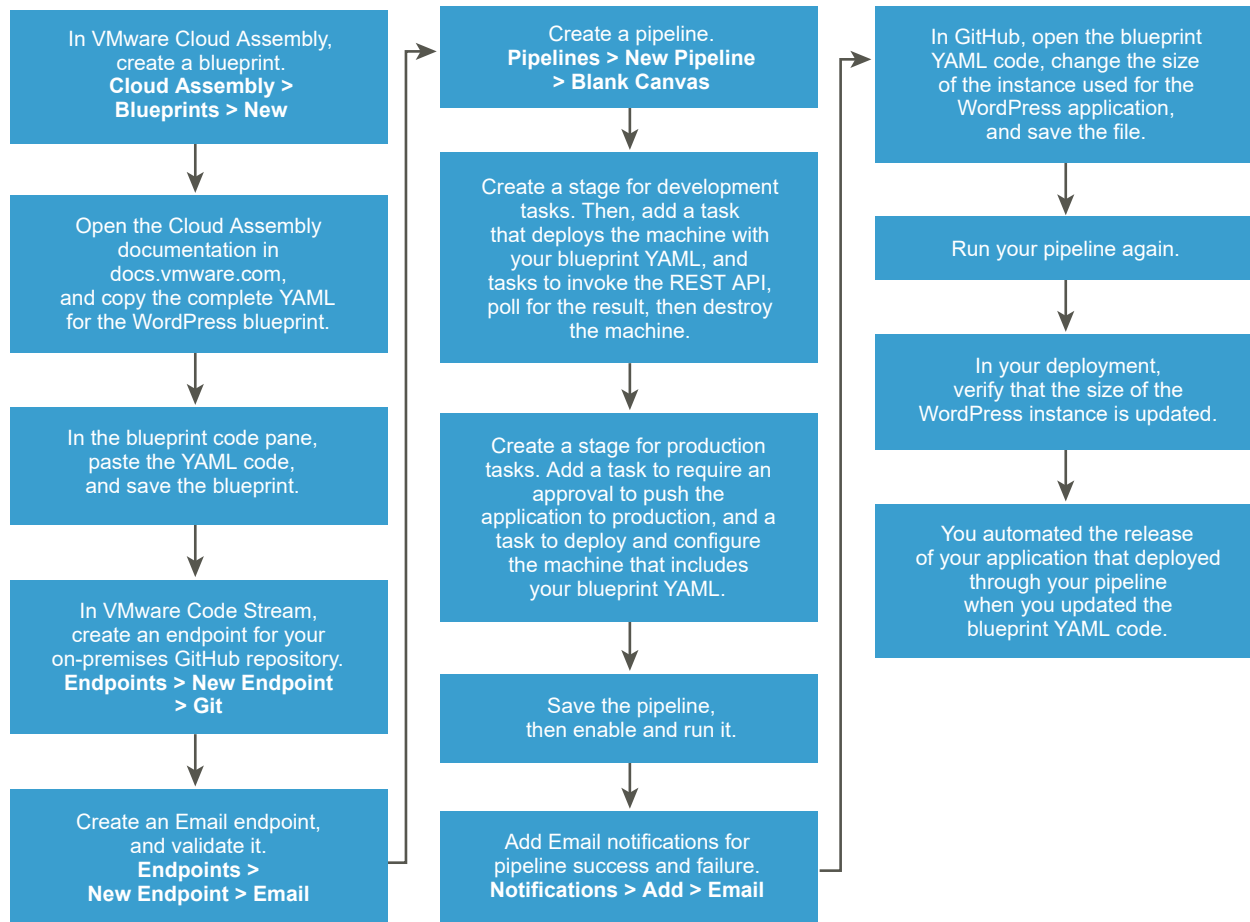 In VMware Cloud Assembly,
create a blueprint.
Cloud Assembly >
Blueprints > New
Open the Cloud Assembly
documentation in
docs.vmware.com,
and copy the complete YAML
for the WordPress blueprint.
In the blueprint code pane,
paste the YAML code,
and save the blueprint.
In VMware Code Stream,
create an endpoint for your
on-premises GitHub repository.
Endpoints > New Endpoint
> Git
Create an Email endpoint,
and validate it.
Endpoints >
New Endpoint > Email
Create a pipeline.
Pipelines > New Pipeline
> Blank Canvas
Create a stage for development
tasks. Then, add a task
that deploys the machine with
your blueprint YAML, and
tasks to invoke the REST API,
poll for the result, then destroy
the machine.
Create a stage for production
tasks. Add a task to require an
approval to push the
application to production, and a
task to deploy and configure
the machine that includes
your blueprint YAML.
Save the pipeline,
then enable and run it.
Add Email notifications for
pipeline success and failure.
Notifications > Add > Email
In GitHub, open the blueprint
YAML code, change the size
of the instance used for the
WordPress application,
and save the file.
Run your pipeline again.
In your deployment,
verify that the size of the
WordPress instance is updated.
You automated the release
of your application that deployed
through your pipeline
when you updated the
blueprint YAML code.